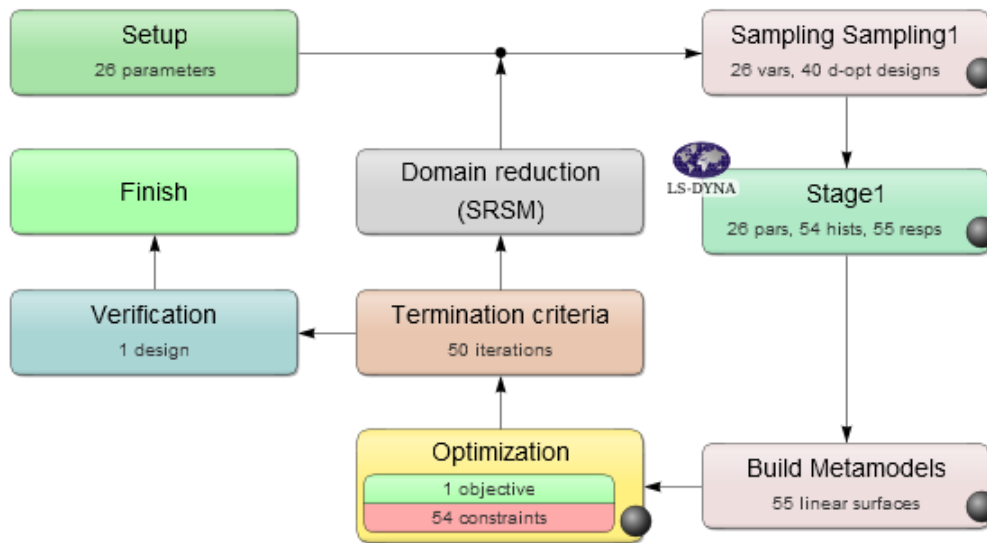 Setup
26 parameters
Sampling Sampling1
26 vars, 40 d-opt designs
Finish
Domain reduction
(SRSM)
LS-DYNA
Stage1
26 pars, 54 hists, 55 resps
Verification
1 design
Termination criteria
50 iterations
Optimization
1 objective
54 constraints
Build Metamodels
55 linear surfaces